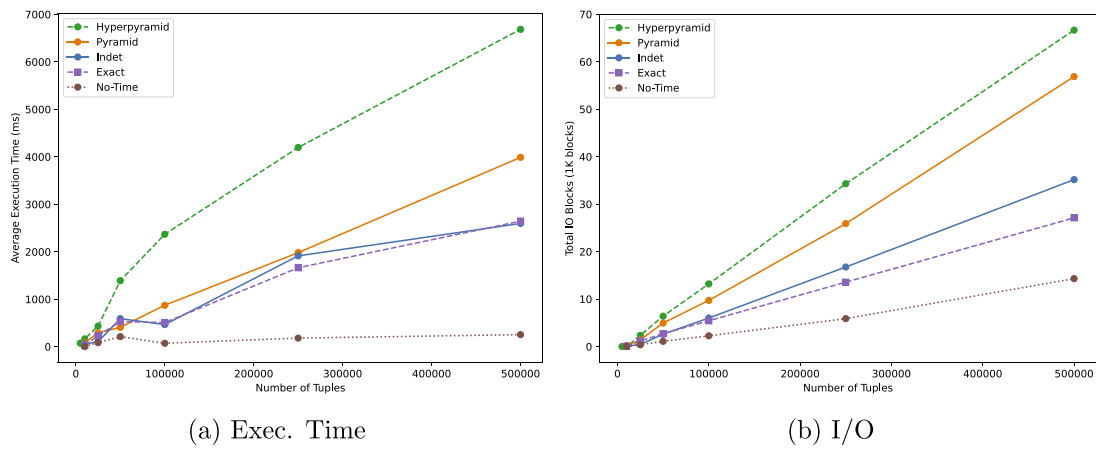 7000
6000
5000
4000
3000
2000
1000
0
Average Execution Time (ms)
Hyperpyramid
Pyramid
Indet
Exact
No-Time
0 100000 200000 300000 400000 500000
Number of Tuples
(a) Exec. Time
70
60
50
40
30
20
10
0
Total IO Blocks (1K blocks)
Hyperpyramid
Pyramid
Indet
Exact
No-Time
0 100000 200000 300000 400000 500000
Number of Tuples
(b) I/O